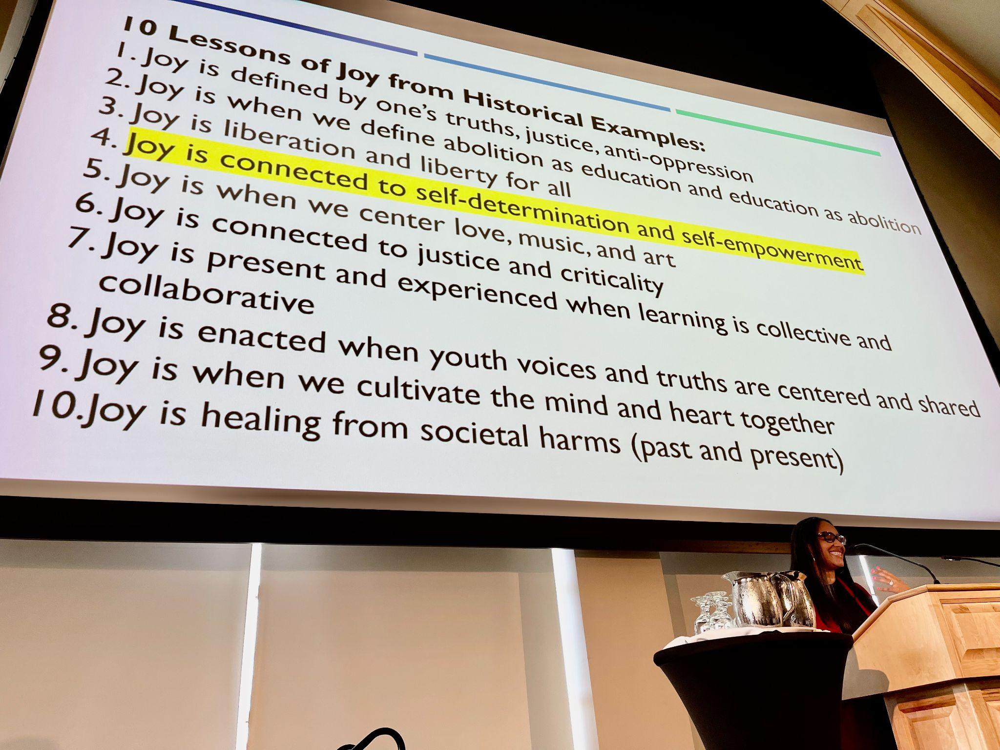 10 Lessons of Joy from Historical Examples:
1. Joy is defined by one's truths, justice, anti-oppression
2. Joy is when we define abolition as education and education as abolition
3. Joy is liberation and liberty for all
4. Joy is connected to self-determination and self-empowerment
5. Joy is when we center love, music, and art
6. Joy is connected to justice and criticality
7. Joy is present and experienced when learning is collective and
collaborative
8. Joy is enacted when youth voices and truths are centered and shared
9. Joy is when we cultivate the mind and heart together
10. Joy is healing from societal harms (past and present)